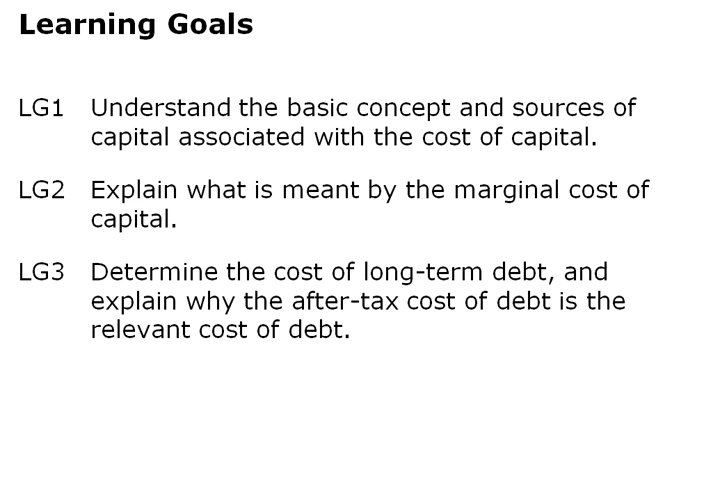 Learning Goals
LG1 Understand the basic concept and sources of
capital associated with the cost of capital.
LG2 Explain what is meant by the marginal cost of
capital.
LG3 Determine the cost of long-term debt, and
explain why the after-tax cost of debt is the
relevant cost of debt.